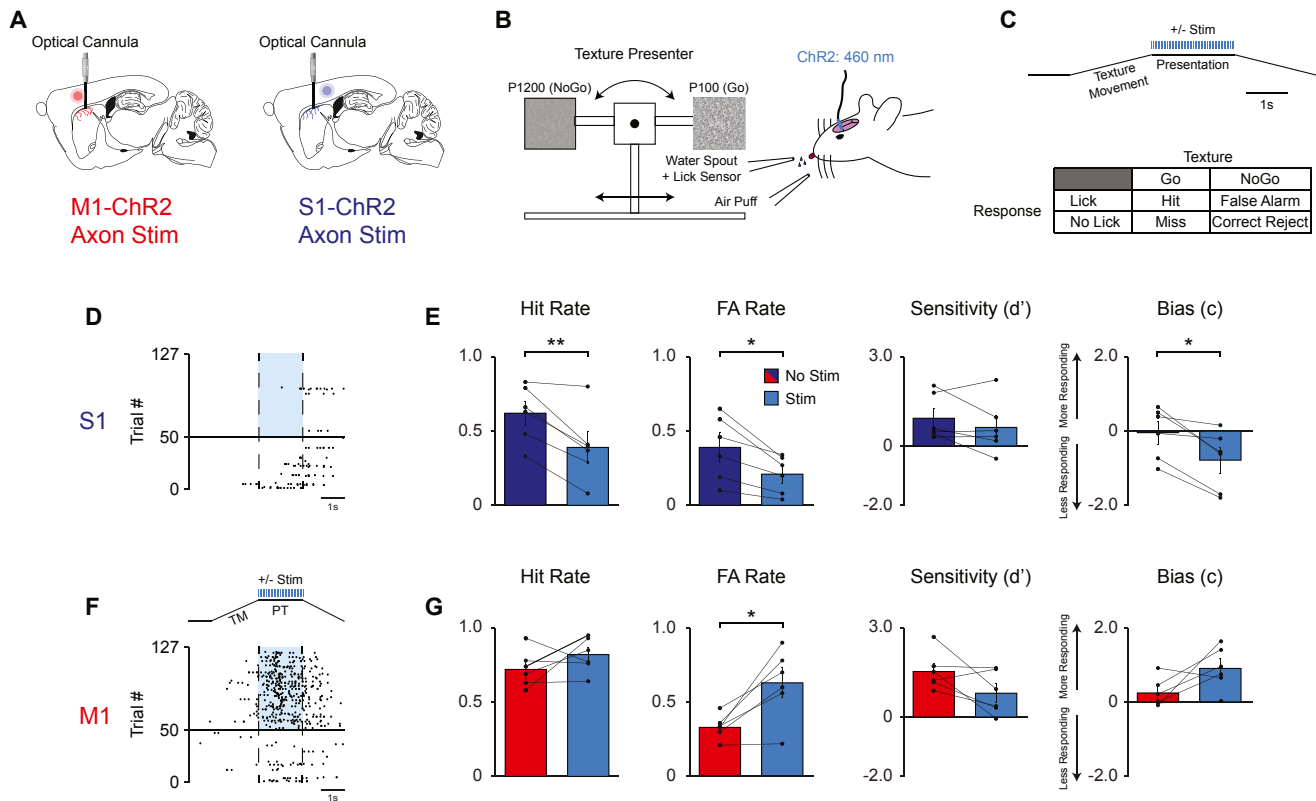 A
Optical Cannula
Optical Cannula
M1-ChR2
Axon Stim
S1-ChR2
Axon Stim
B
Texture Presenter
P1200 (NoGo)
P100 (Go)
ChR2: 460 nm
Water Spout
+ Lick Sensor
Air Puff
C
+/- Stim
Texture
Movement
Presentation
1s
Texture
Go NoGo
Response
Lick Hit False Alarm
No Lick Miss Correct Reject
D
S1
Trial #
127
50
0
1s
E
Hit Rate
1.0
0.5
0
**
FA Rate
1.0
0.5
0
*
No Stim
Stim
Sensitivity (d')
3.0
0
-2.0
Bias (c)
More Responding
Less Responding
2.0
0
-2.0
*
F
+/- Stim
TM
PT
M1
Trial #
127
50
0
1s
G
Hit Rate
1.0
0.5
0
FA Rate
1.0
0.5
0
*
Sensitivity (d')
3.0
0
-2.0
Bias (c)
More Responding
Less Responding
2.0
0
-2.0